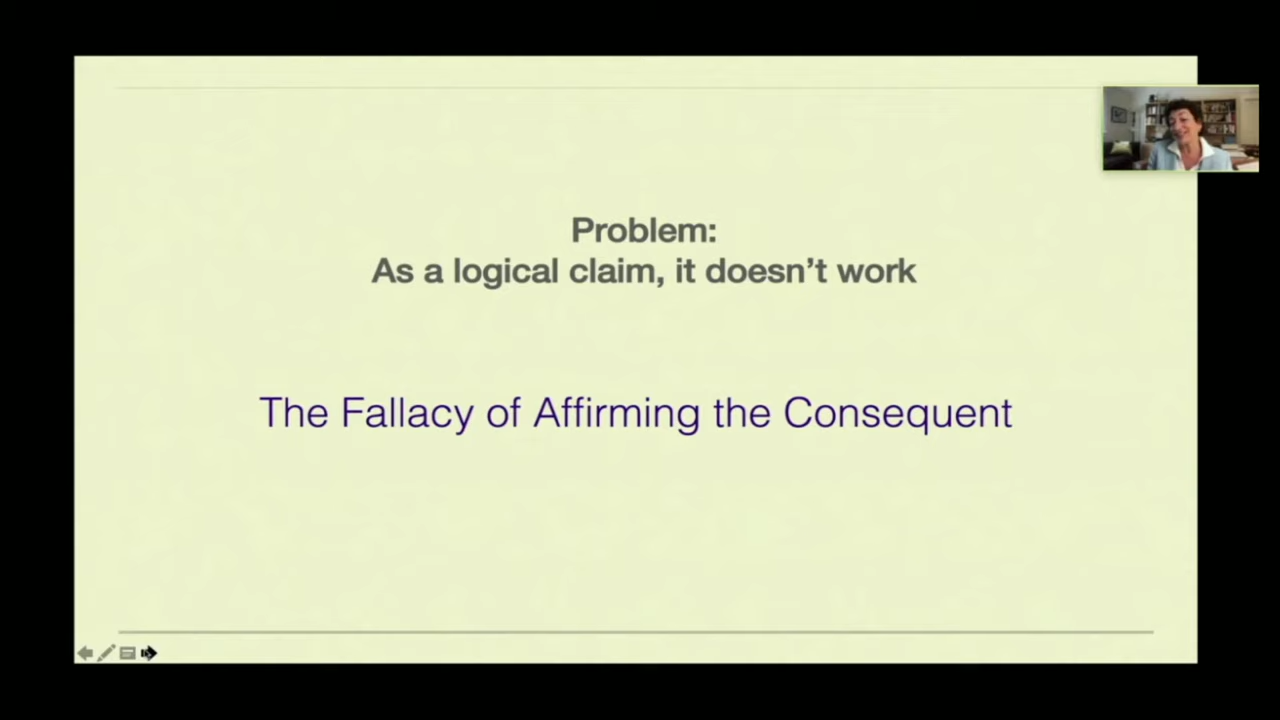 Problem:
As a logical claim, it doesn’t work
The Fallacy of Affirming the Consequent